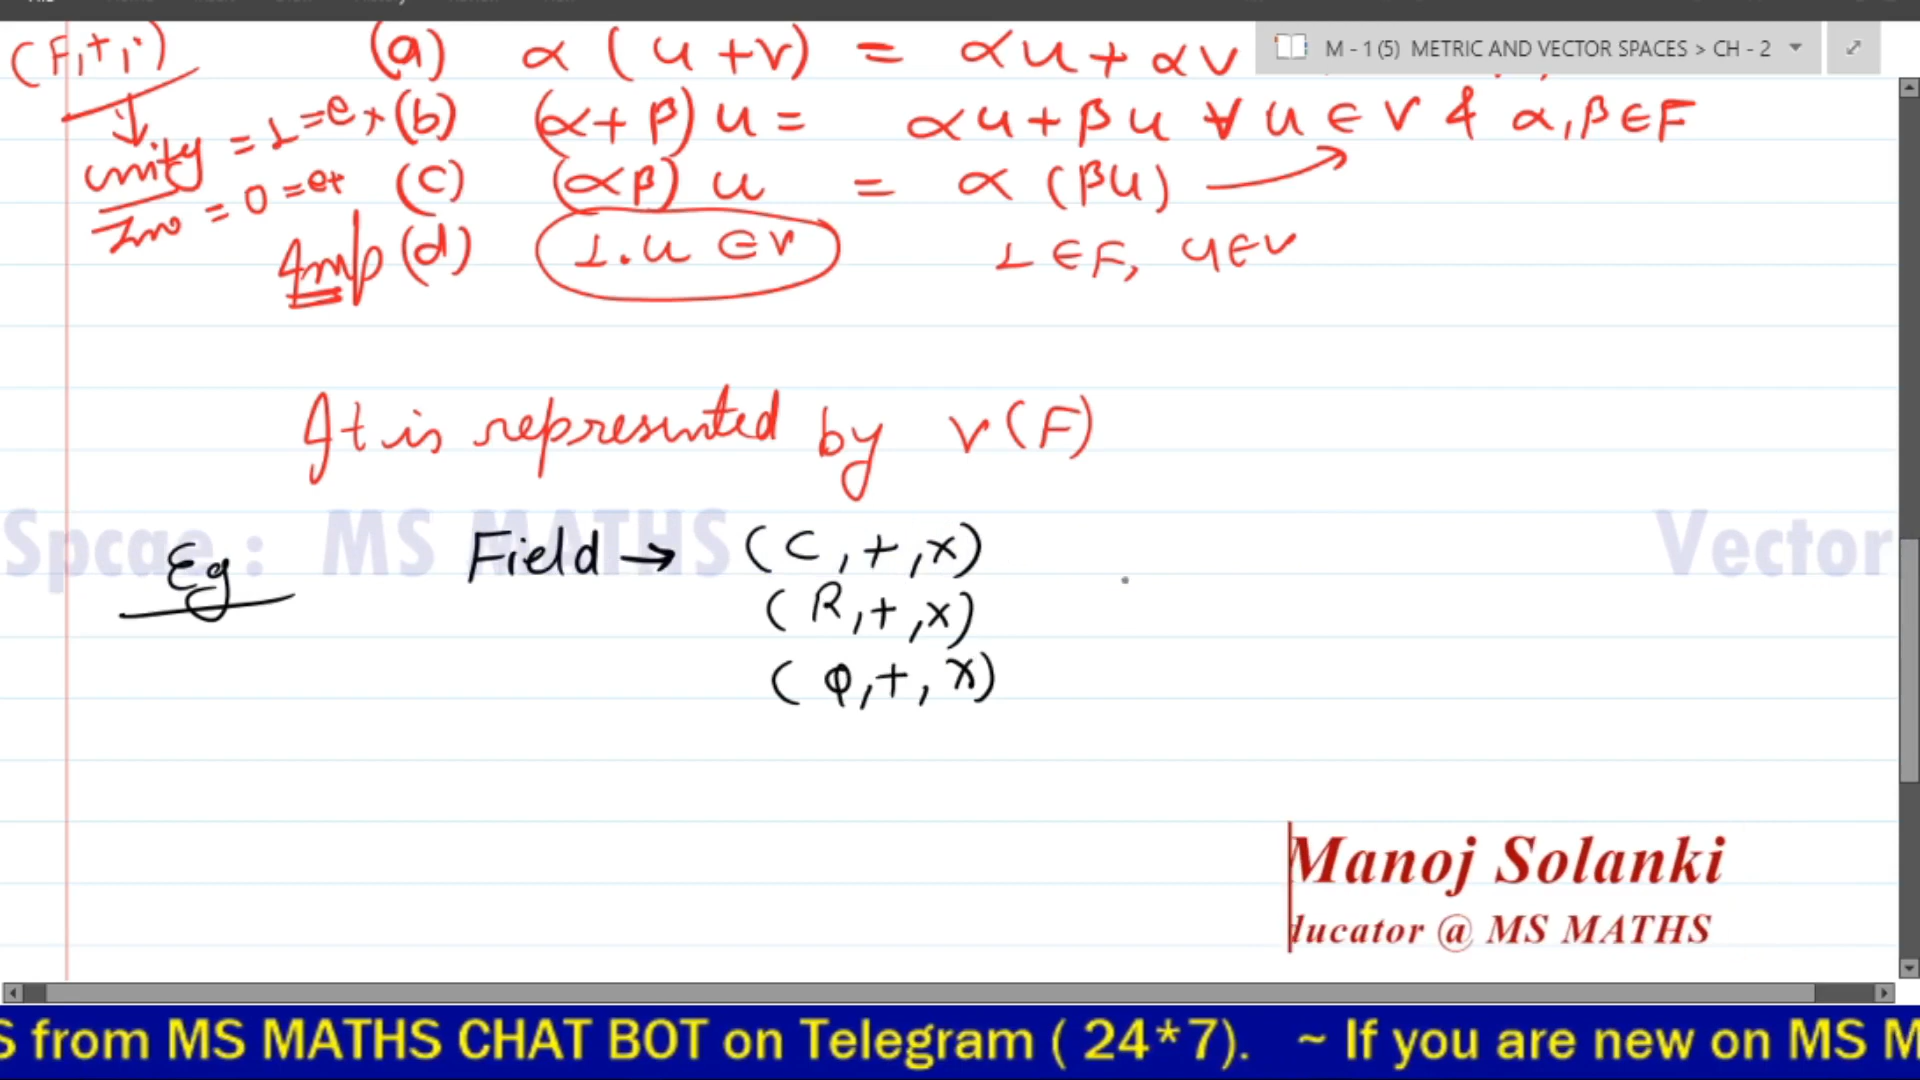 M - 1 (5) METRIC AND VECTOR SPACES > CH - 2
(F, +, ·) (a) α (u + v) = αu + αv
(b) (α + β) u = αu + βu ∀ u ∈ V & α, β ∈ F
unity = 1 = e× (c) (αβ) u = α (βu)
Zero = 0 = e+
Imp (d) 1.u ∈ V 1 ∈ F, u ∈ V
It is represented by V(F)
Spcae : MS MATHS Vector
Eg Field → (C, +, ×)
(R, +, ×)
(Q, +, ×)
Manoj Solanki
ducator @ MS MATHS
S from MS MATHS CHAT BOT on Telegram ( 24*7). ~ If you are new on MS M